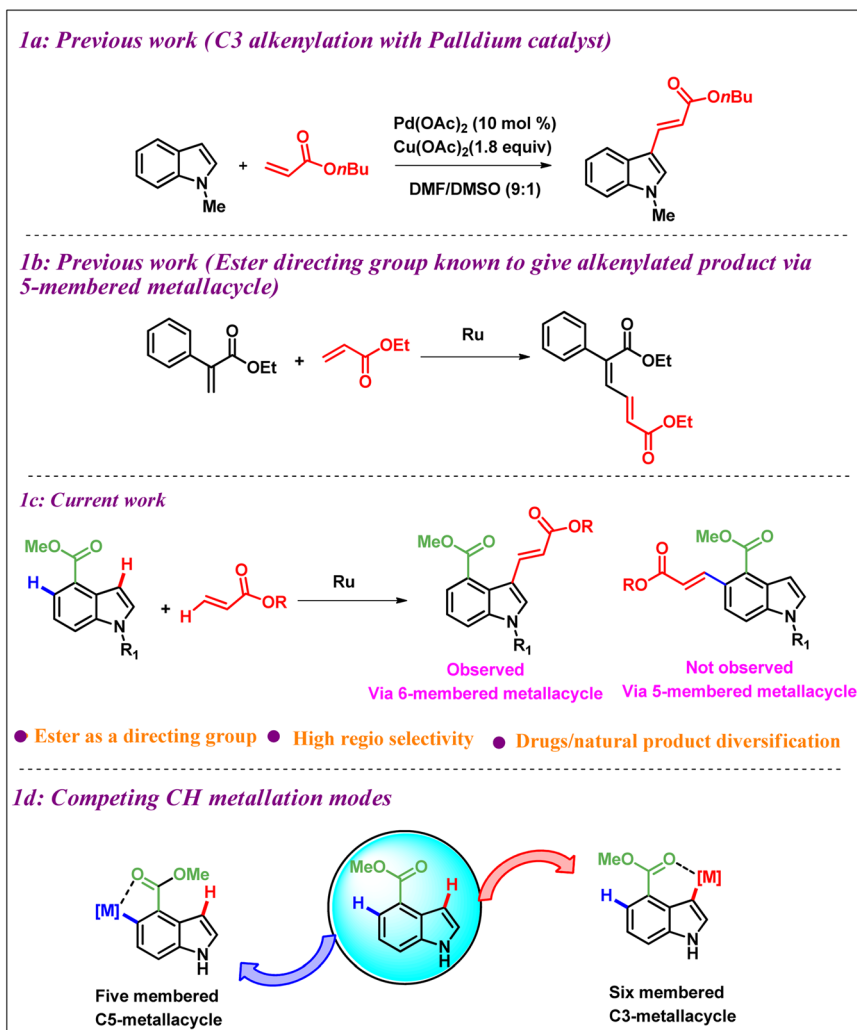 1a: Previous work (C3 alkenylation with Palldium catalyst)
O
OnBu
Pd(OAc)2 (10 mol %)
Cu(OAc)2(1.8 equiv)
DMF/DMSO (9:1)
N
Me
+
O
OnBu
N
Me
1b: Previous work (Ester directing group known to give alkenylated product via
5-membered metallacycle)
O
OEt
+
OEt
O
Ru
O
OEt
OEt
O
1c: Current work
MeO
O
H
H
N
R1
+
H
O
OR
Ru
MeO
O
O
OR
N
R1
Observed
Via 6-membered metallacycle
MeO
O
O
RO
N
R1
Not observed
Via 5-membered metallacycle
Ester as a directing group
High regio selectivity
Drugs/natural product diversification
1d: Competing CH metallation modes
O
OMe
[M]
H
N
H
Five membered
C5-metallacycle
MeO
O
H
H
N
H
MeO
O
[M]
H
N
H
Six membered
C3-metallacycle